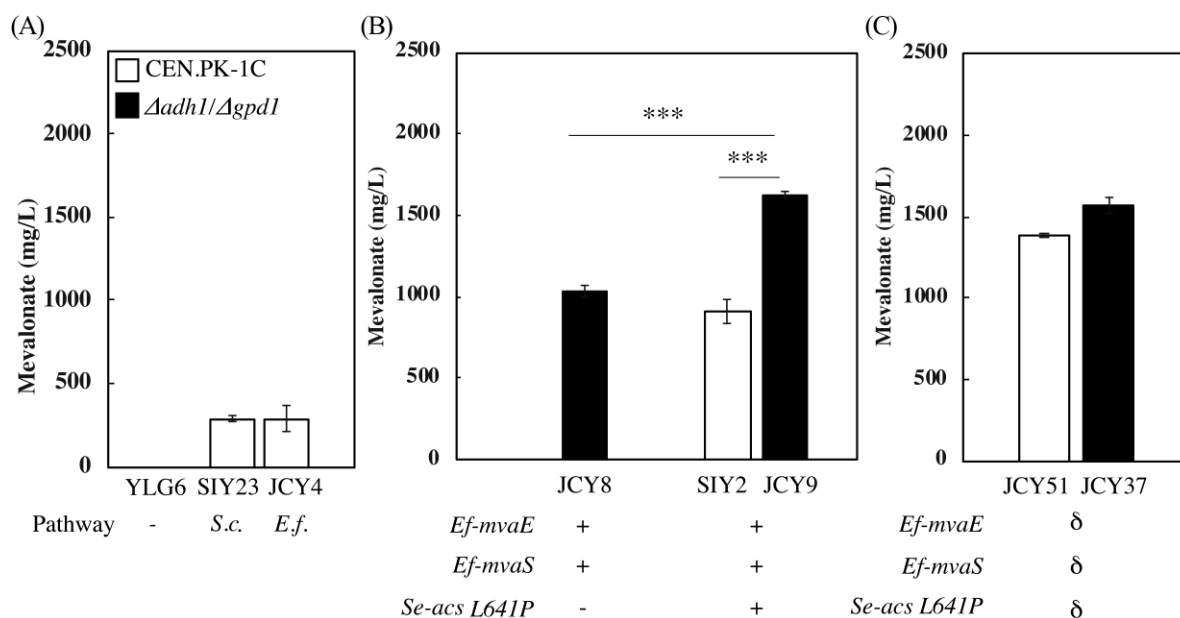 (A)
2500
2000
1500
1000
500
0
Mevalonate (mg/L)
CEN.PK-1C
Δadh1/Δgpd1
YLG6 SIY23 JCY4
Pathway - S.c. E.f.
(B)
2500
2000
1500
1000
500
0
Mevalonate (mg/L)
***
***
JCY8 SIY2 JCY9
Ef-mvaE + +
Ef-mvaS + +
Se-acs L641P - +
(C)
2500
2000
1500
1000
500
0
Mevalonate (mg/L)
JCY51 JCY37
Ef-mvaE δ
Ef-mvaS δ
Se-acs L641P δ